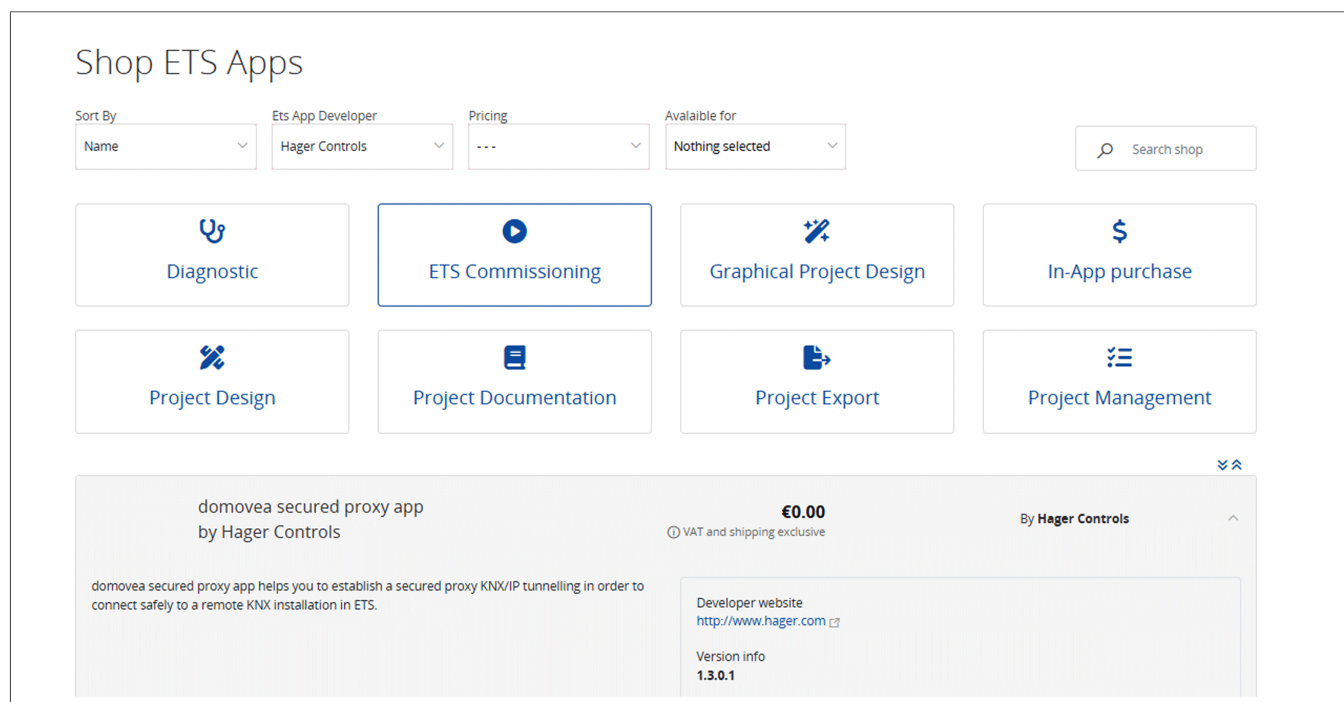 Shop ETS Apps
Sort By
Ets App Developer
Pricing
Avalaible for
Name
Hager Controls
- - -
Nothing selected
Search shop
Diagnostic
ETS Commissioning
Graphical Project Design
In-App purchase
Project Design
Project Documentation
Project Export
Project Management
domovea secured proxy app
by Hager Controls
€0.00
VAT and shipping exclusive
By Hager Controls
domovea secured proxy app helps you to establish a secured proxy KNX/IP tunnelling in order to
connect safely to a remote KNX installation in ETS.
Developer website
http://www.hager.com
Version info
1.3.0.1